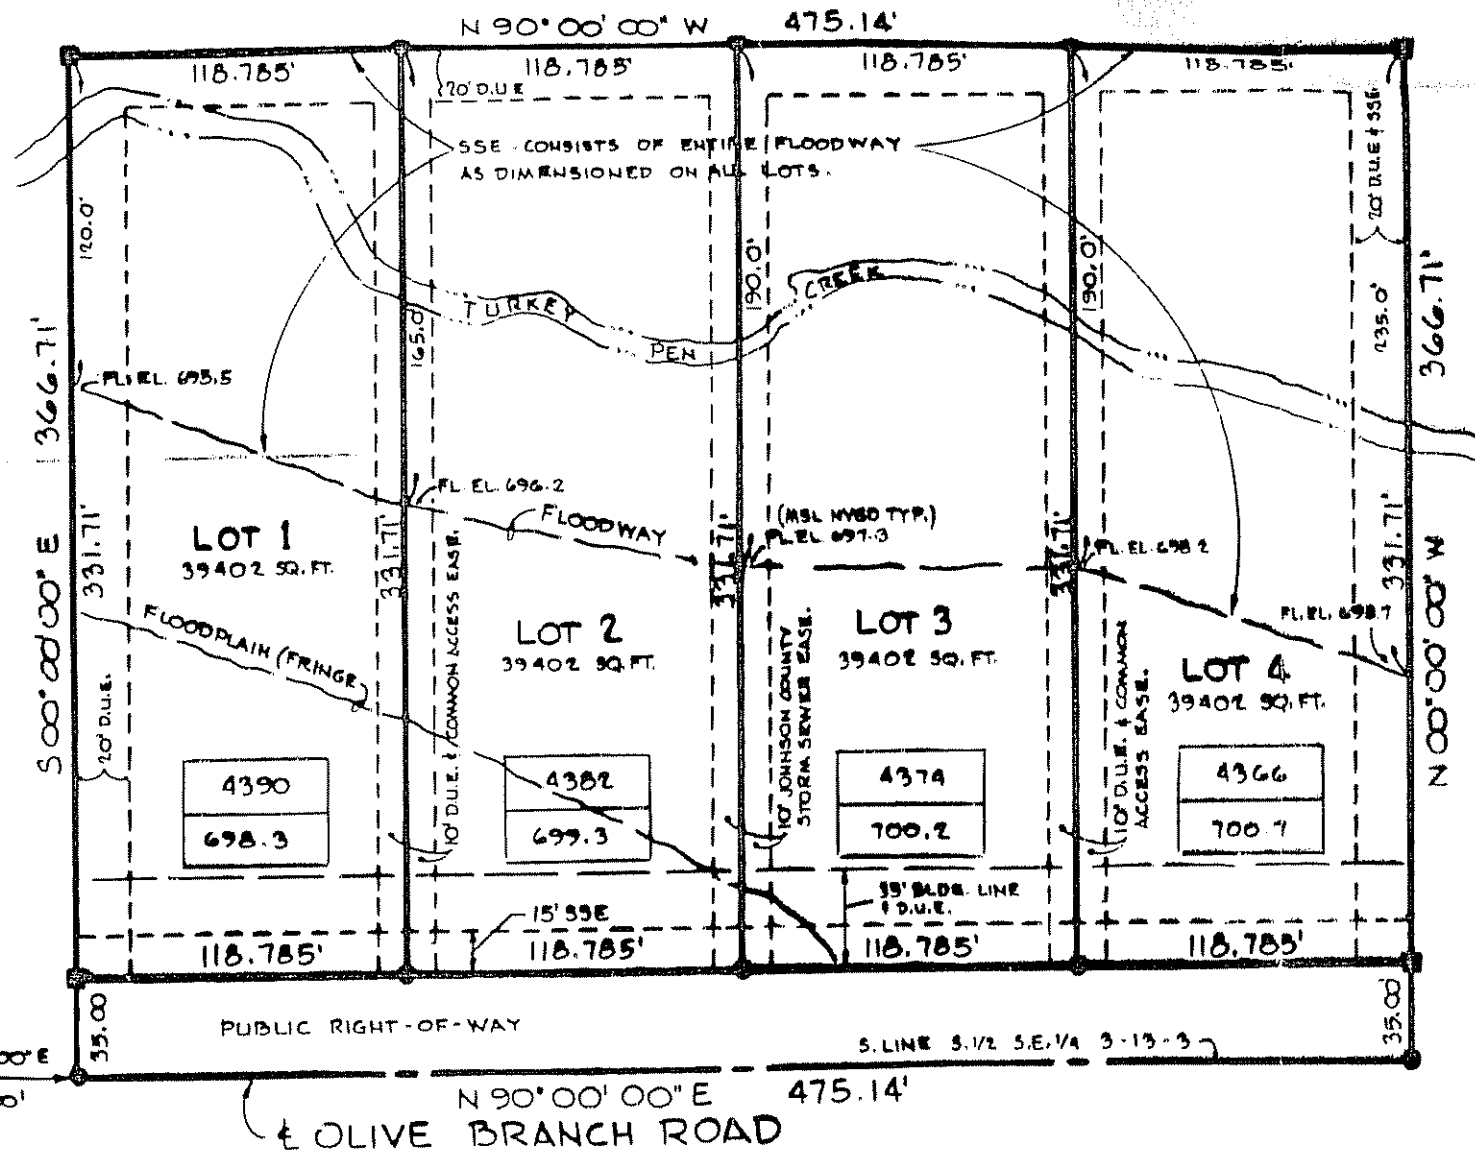 N 90° 00' 00" W 475.14'
118.785' 118.785' 118.785' 118.785'
20' D.U.E
SSE CONSISTS OF ENTIRE FLOODWAY
AS DIMENSIONED ON ALL LOTS.
20' D.U.E & SSE
120.0'
165.0'
190.0'
190.0'
235.0'
TURKEY PEN CREEK
S 00° 00' 00" E 366.71'
366.71'
N 00° 00' 00" W
331.71'
331.71'
331.71'
331.71'
331.71'
FL. EL. 695.5
FL. EL. 696.2
FLOODWAY
(MSL NVGD TYP.)
FL. EL. 697.3
FL. EL. 698.2
FL. EL. 698.7
LOT 1
39402 SQ. FT.
LOT 2
39402 SQ. FT.
LOT 3
39402 SQ. FT.
LOT 4
39402 SQ. FT.
FLOODPLAIN (FRINGE)
20' D.U.E.
10' D.U.E. & COMMON ACCESS EASE.
10' JOHNSON COUNTY
STORM SEWER EASE.
10' D.U.E. & COMMON
ACCESS EASE.
4390
698.3
4382
699.3
4374
700.2
4366
700.7
35' BLDG. LINE
& D.U.E.
15' SSE
118.785' 118.785' 118.785' 118.785'
35.00
35.00'
PUBLIC RIGHT-OF-WAY
S. LINE S. 1/2 S.E. 1/4 3-13-3
00" E
N 90° 00' 00" E 475.14'
℄ OLIVE BRANCH ROAD